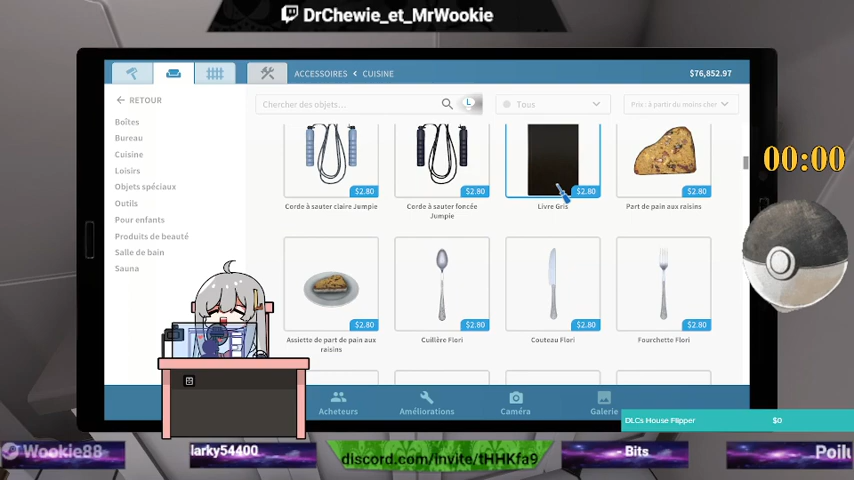 DrChewie_et_MrWookie
ACCESSOIRES < CUISINE
$76,852.97
RETOUR
Chercher des objets...
L
Tous
Prix : à partir du moins cher
Boîtes
Bureau
Cuisine
Loisirs
Objets spéciaux
Outils
Pour enfants
Produits de beauté
Salle de bain
Sauna
$2.80
$2.80
$2.80
$2.80
Corde à sauter claire Jumpie
Corde à sauter foncée Jumpie
Livre Gris
Part de pain aux raisins
$2.80
$2.80
$2.80
$2.80
Assiette de part de pain aux raisins
Cuillère Flori
Couteau Flori
Fourchette Flori
00:00
Acheteurs
Améliorations
Caméra
Galerie
DLCs House Flipper
$0
Wookie88
larky54400
discord.com/invite/tHHKfa9
- Bits
Poilu